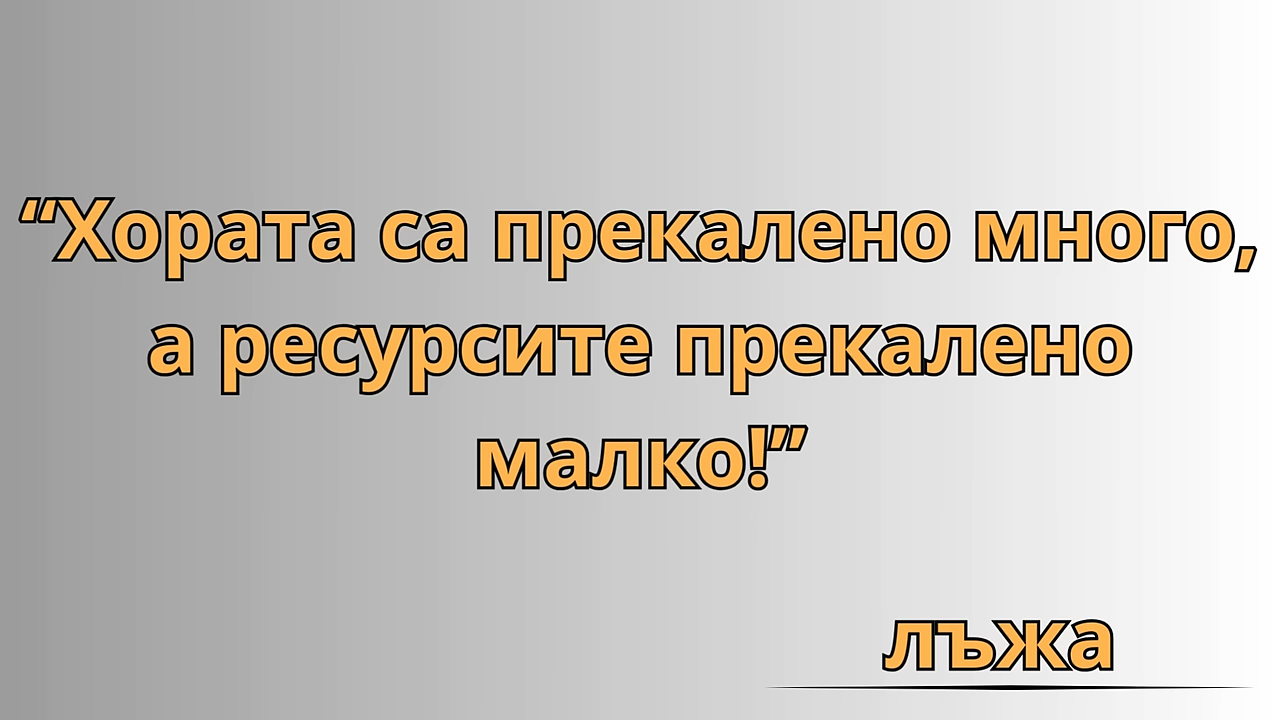 “Хората са прекалено много,
а ресурсите прекалено
малко!”
лъжа